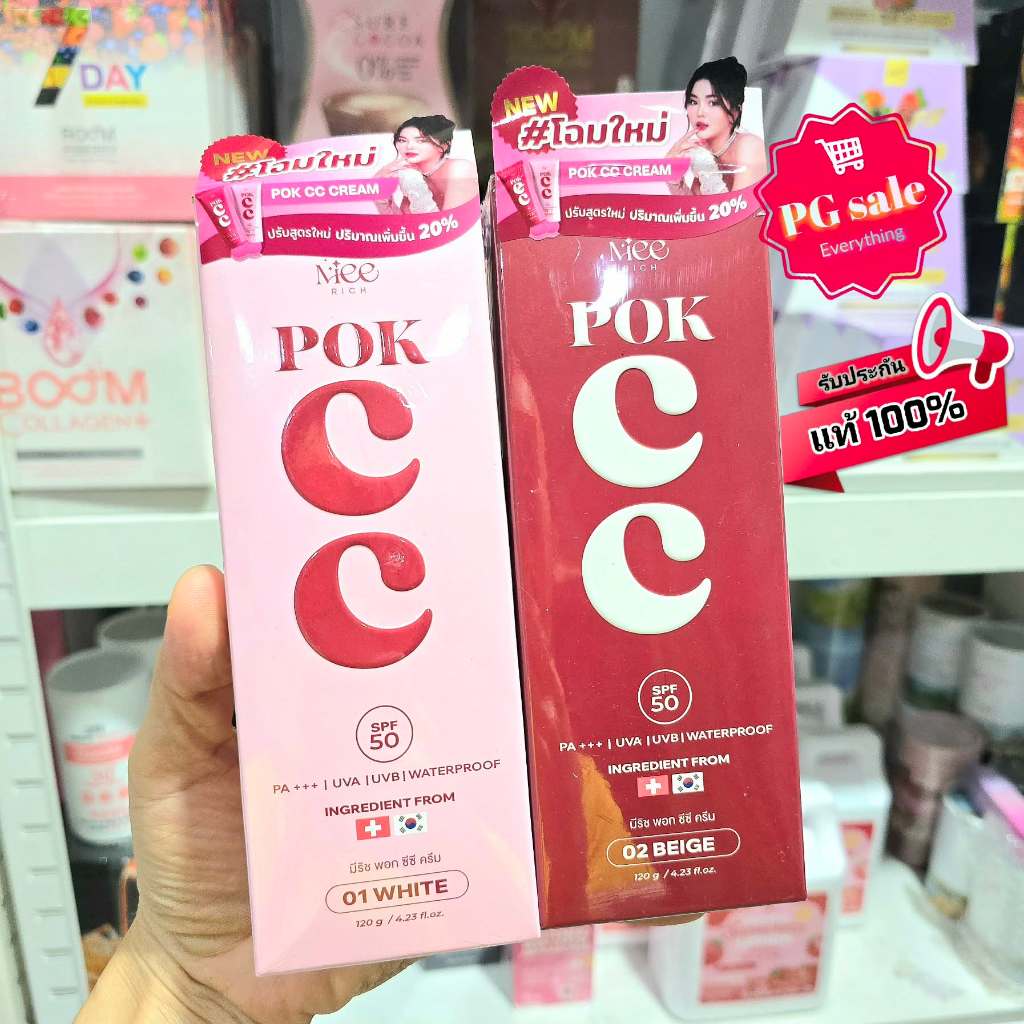 NEW
#โฉมใหม่
POK CC CREAM
ปรับสูตรใหม่ ปริมาณเพิ่มขึ้น 20%
Mee
RICH
POK
CC
SPF
50
PA +++ | UVA | UVB | WATERPROOF
INGREDIENT FROM
มีริช พอก ซีซี ครีม
01 WHITE
120 g / 4.23 fl.oz.
NEW
#โฉมใหม่
POK CC CREAM
ปรับสูตรใหม่ ปริมาณเพิ่มขึ้น 20%
Mee
RICH
POK
CC
SPF
50
PA +++ | UVA | UVB | WATERPROOF
INGREDIENT FROM
มีริช พอก ซีซี ครีม
02 BEIGE
120 g / 4.23 fl.oz.
PG sale
Everything
รับประกัน
แท้ 100%
7
DAY
BOOM
BOOM
COLLAGEN+